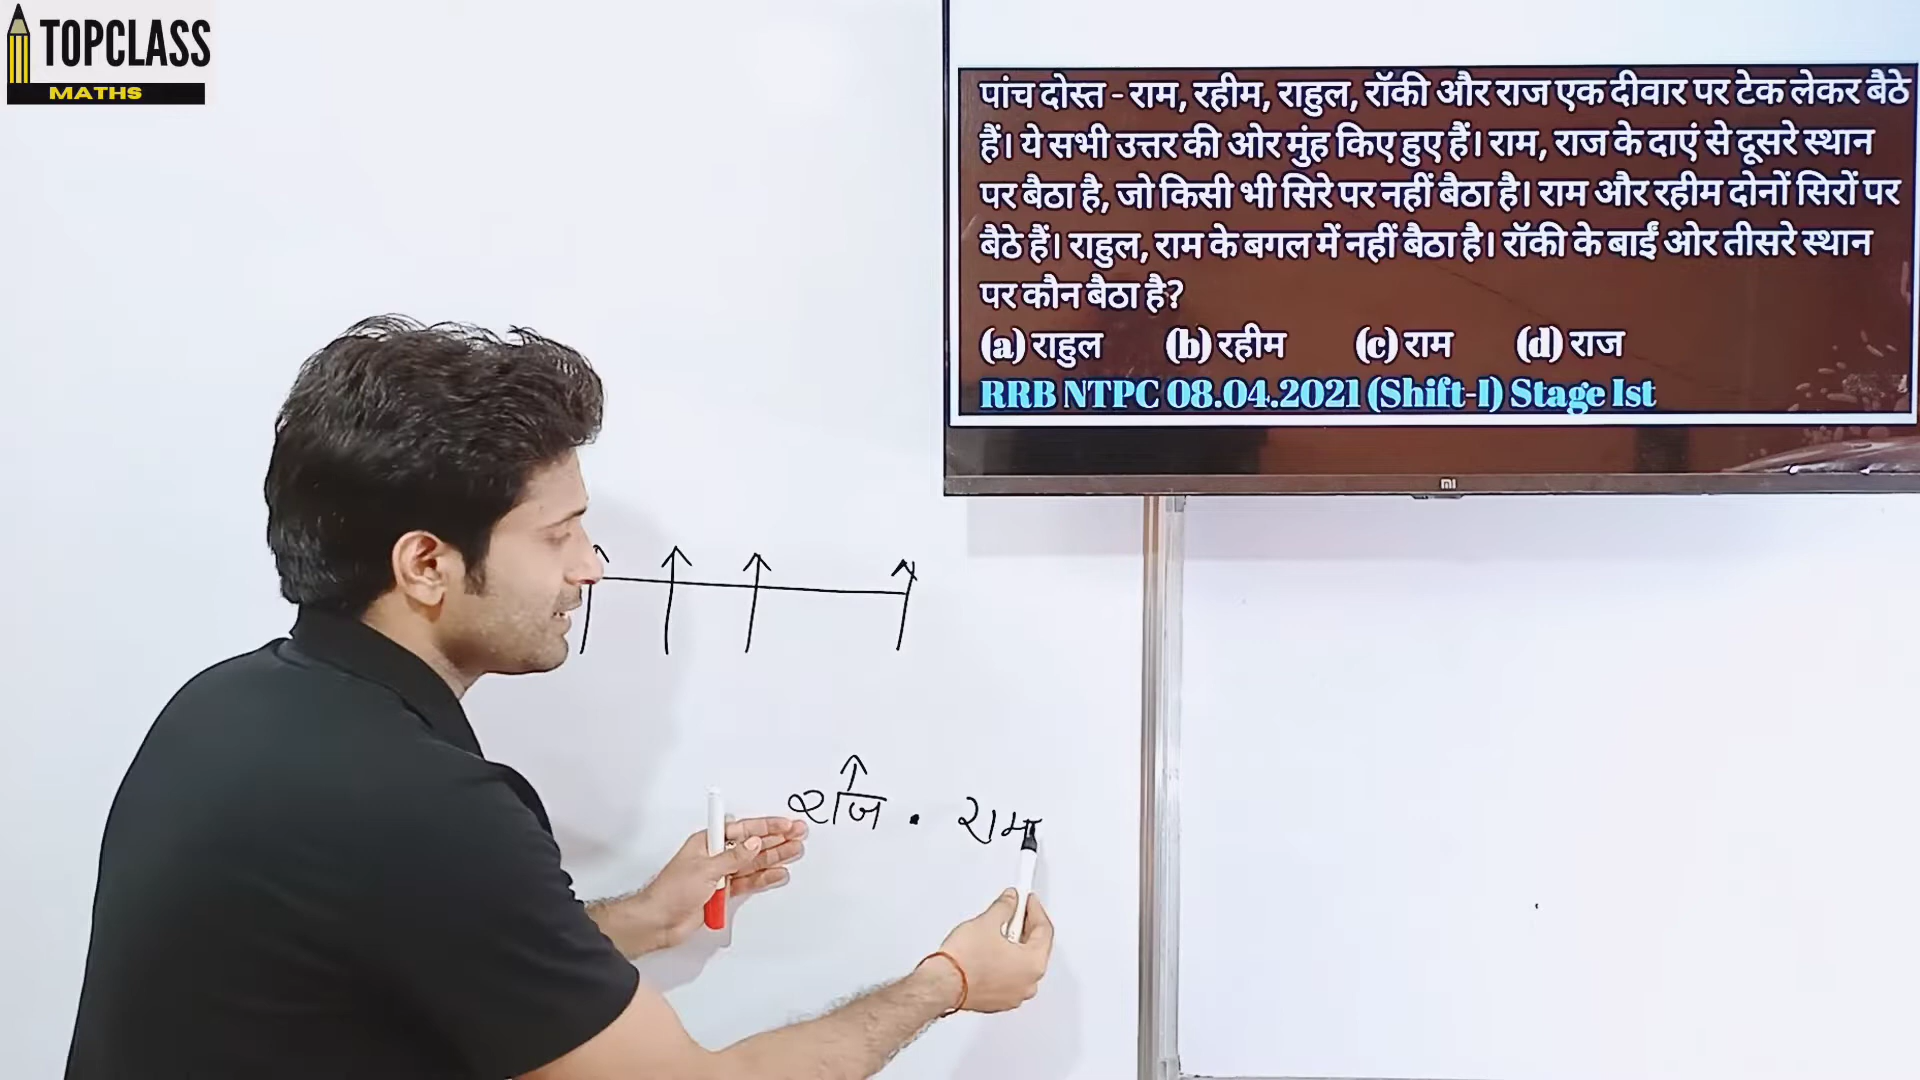 TOPCLASS
MATHS
पांच दोस्त - राम, रहीम, राहुल, रॉकी और राज एक दीवार पर टेक लेकर बैठे
हैं। ये सभी उत्तर की ओर मुंह किए हुए हैं। राम, राज के दाएं से दूसरे स्थान
पर बैठा है, जो किसी भी सिरे पर नहीं बैठा है। राम और रहीम दोनों सिरों पर
बैठे हैं। राहुल, राम के बगल में नहीं बैठा है। रॉकी के बाईं ओर तीसरे स्थान
पर कौन बैठा है?
(a) राहुल (b) रहीम (c) राम (d) राज
RRB NTPC 08.04.2021 (Shift-I) Stage Ist
mi
राज . राम